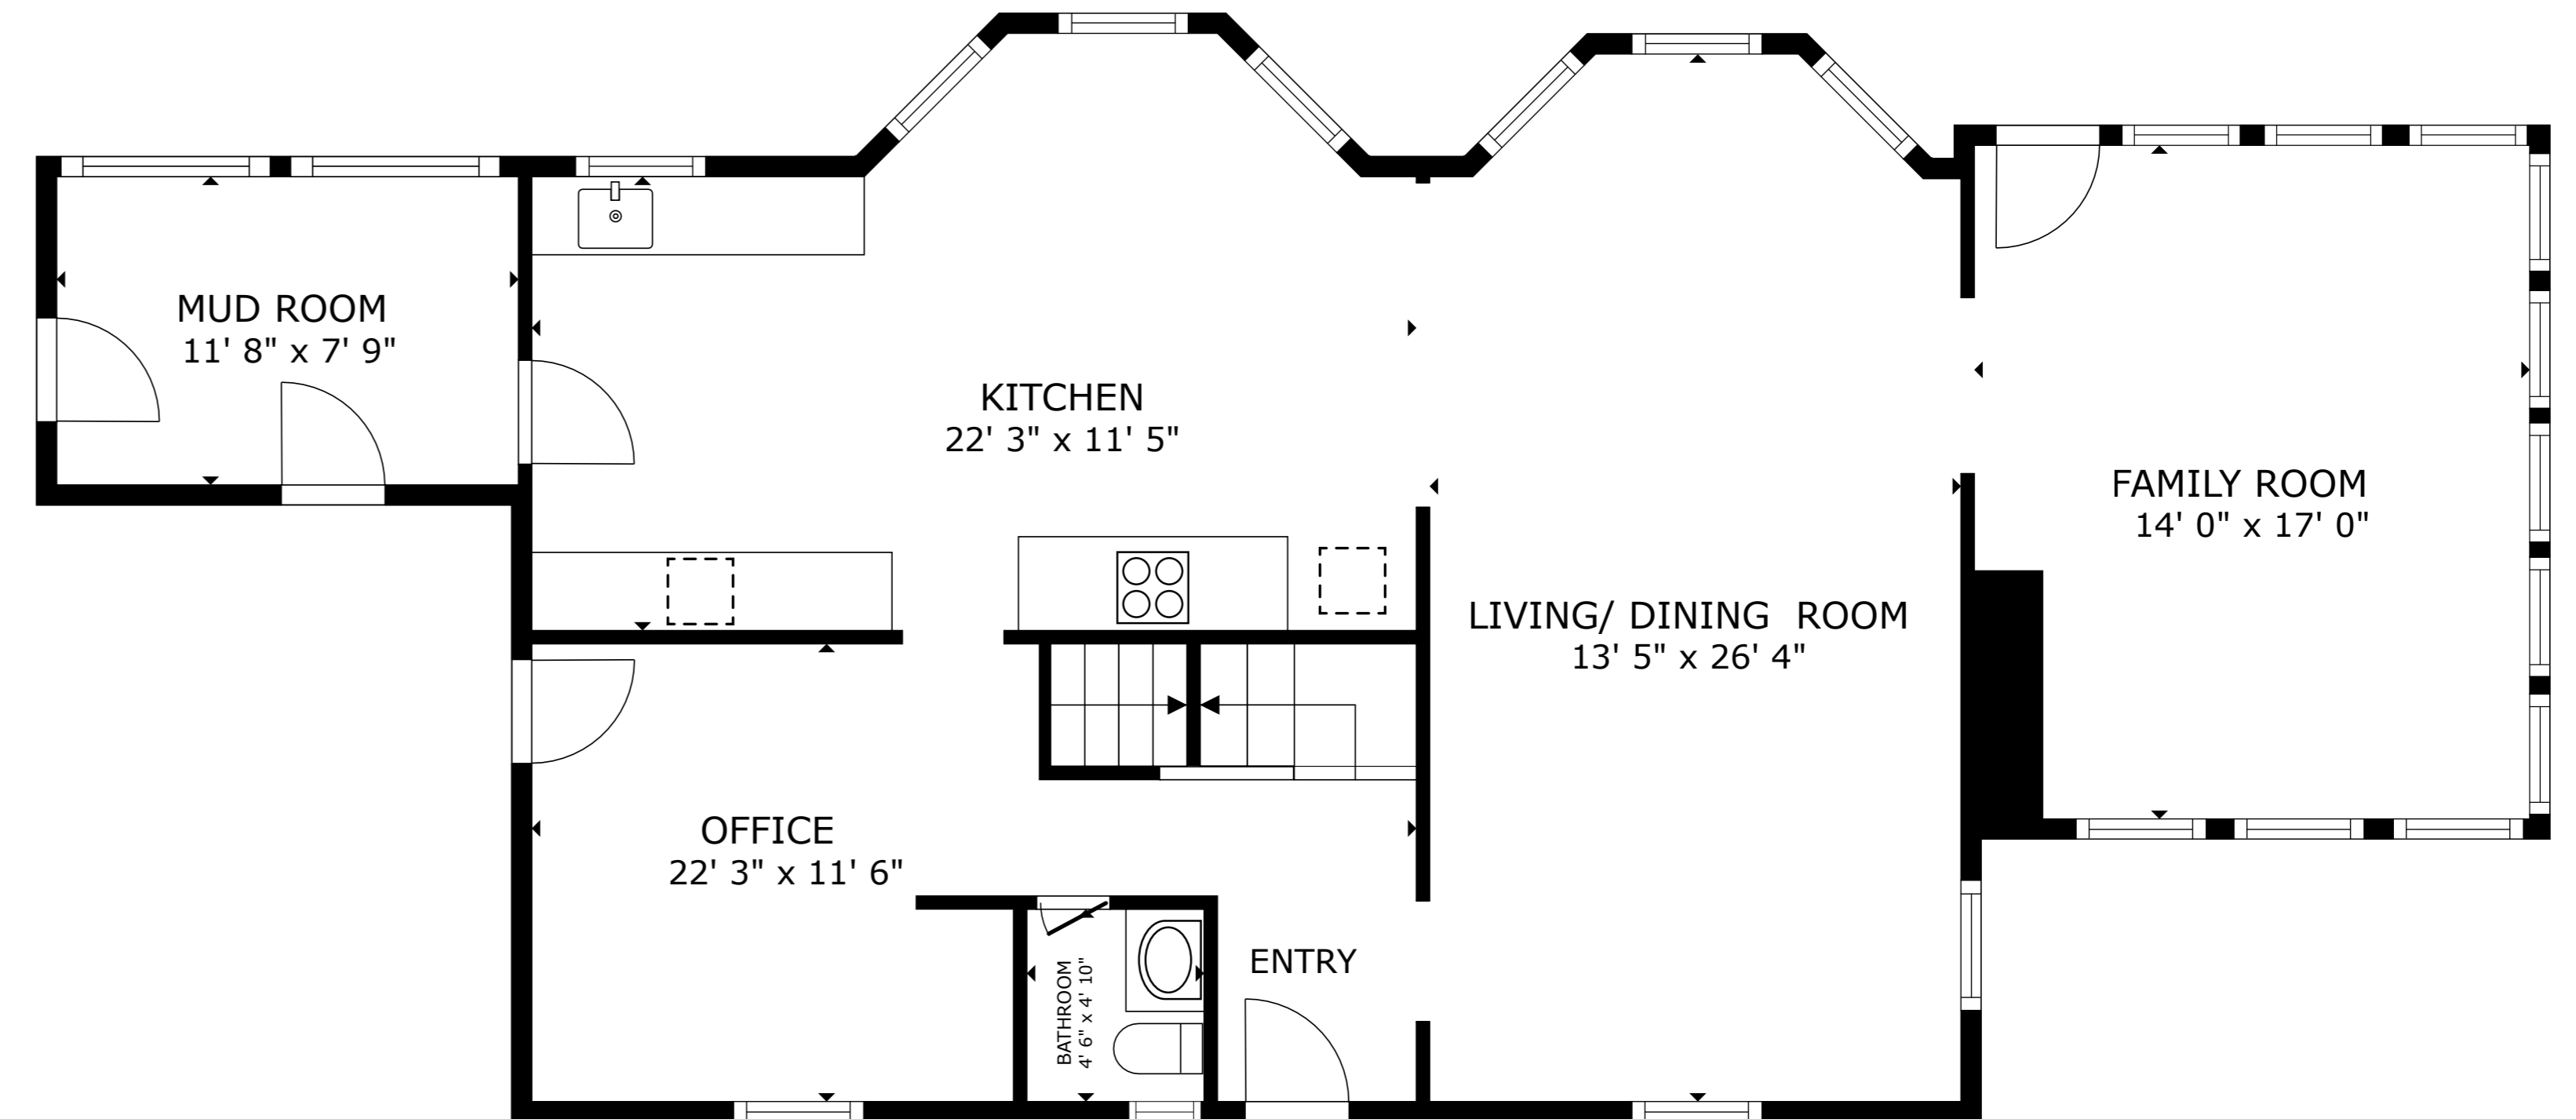 MUD ROOM
11' 8" x 7' 9"
KITCHEN
22' 3" x 11' 5"
FAMILY ROOM
14' 0" x 17' 0"
LIVING/ DINING  ROOM
13' 5" x 26' 4"
OFFICE
22' 3" x 11' 6"
ENTRY
BATHROOM
4' 6" x 4' 10"